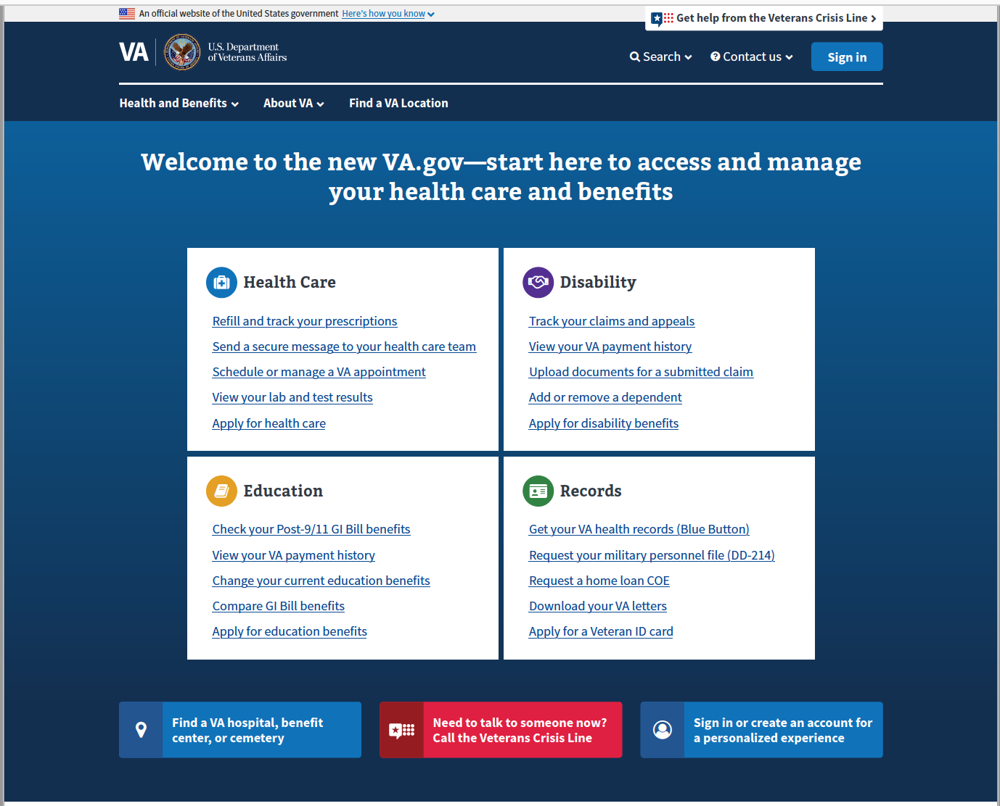 An official website of the United States government Here's how you know
Get help from the Veterans Crisis Line
VA
U.S. Department
of Veterans Affairs
Search
Contact us
Sign in
Health and Benefits
About VA
Find a VA Location
Welcome to the new VA.gov—start here to access and manage
your health care and benefits
Health Care
Refill and track your prescriptions
Send a secure message to your health care team
Schedule or manage a VA appointment
View your lab and test results
Apply for health care
Disability
Track your claims and appeals
View your VA payment history
Upload documents for a submitted claim
Add or remove a dependent
Apply for disability benefits
Education
Check your Post-9/11 GI Bill benefits
View your VA payment history
Change your current education benefits
Compare GI Bill benefits
Apply for education benefits
Records
Get your VA health records (Blue Button)
Request your military personnel file (DD-214)
Request a home loan COE
Download your VA letters
Apply for a Veteran ID card
Find a VA hospital, benefit
center, or cemetery
Need to talk to someone now?
Call the Veterans Crisis Line
Sign in or create an account for
a personalized experience